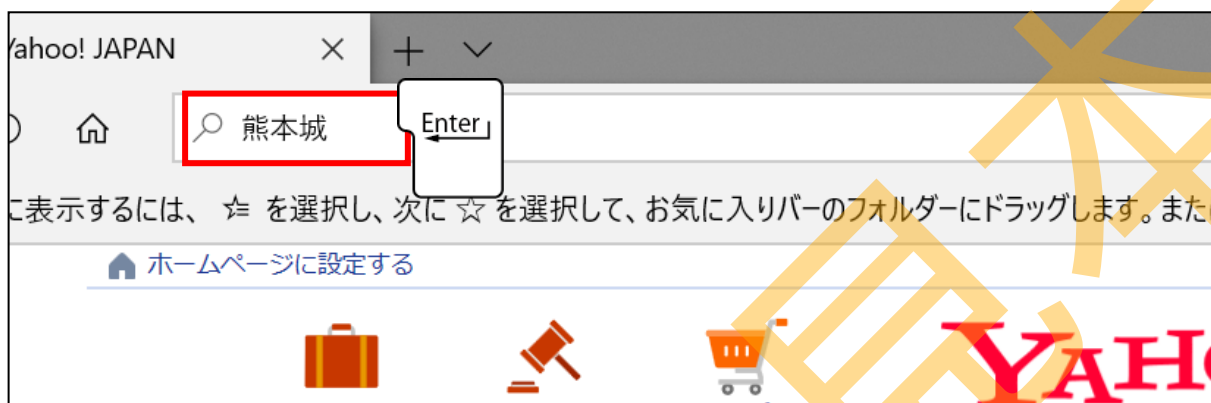 Yahoo! JAPAN
熊本城
Enter
に表示するには、 を選択し、次に ☆ を選択して、お気に入りバーのフォルダーにドラッグします。また
ホームページに設定する
YAH